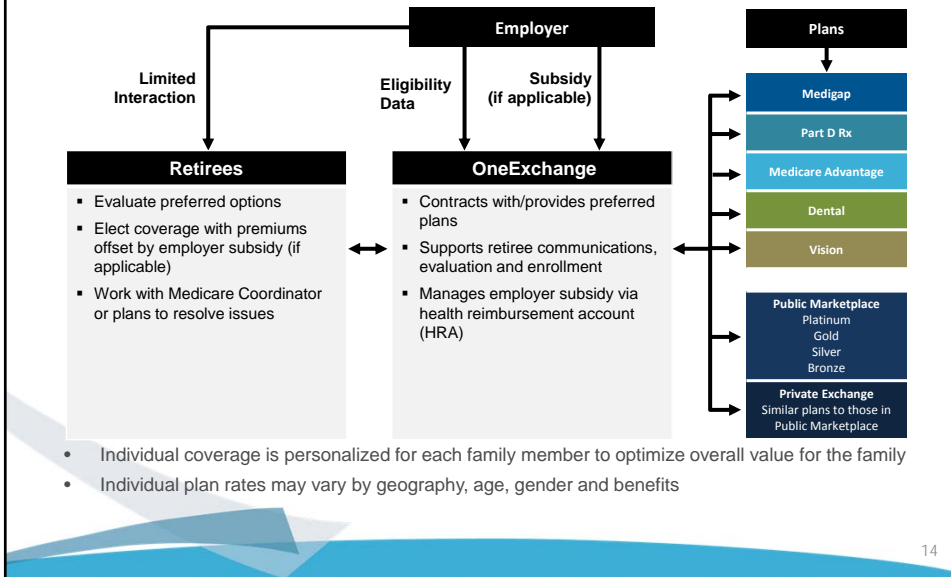 Employer
Plans
Limited
Interaction
Eligibility
Data
Subsidy
(if applicable)
Medigap
Part D Rx
Medicare Advantage
Dental
Vision
Retirees
▪ Evaluate preferred options
▪ Elect coverage with premiums
offset by employer subsidy (if
applicable)
▪ Work with Medicare Coordinator
or plans to resolve issues
OneExchange
▪ Contracts with/provides preferred
plans
▪ Supports retiree communications,
evaluation and enrollment
▪ Manages employer subsidy via
health reimbursement account
(HRA)
Public Marketplace
Platinum
Gold
Silver
Bronze
Private Exchange
Similar plans to those in
Public Marketplace
• Individual coverage is personalized for each family member to optimize overall value for the family
• Individual plan rates may vary by geography, age, gender and benefits
14